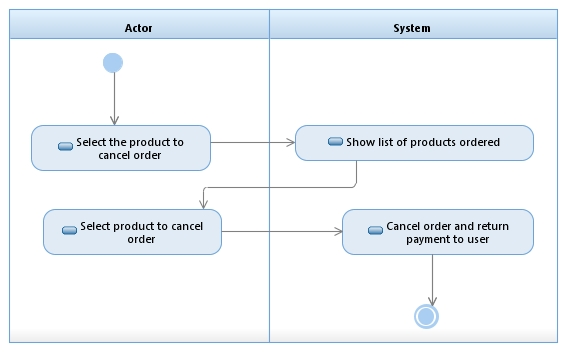 Actor
System
Select the product to
cancel order
Show list of products ordered
Select product to cancel
order
Cancel order and return
payment to user